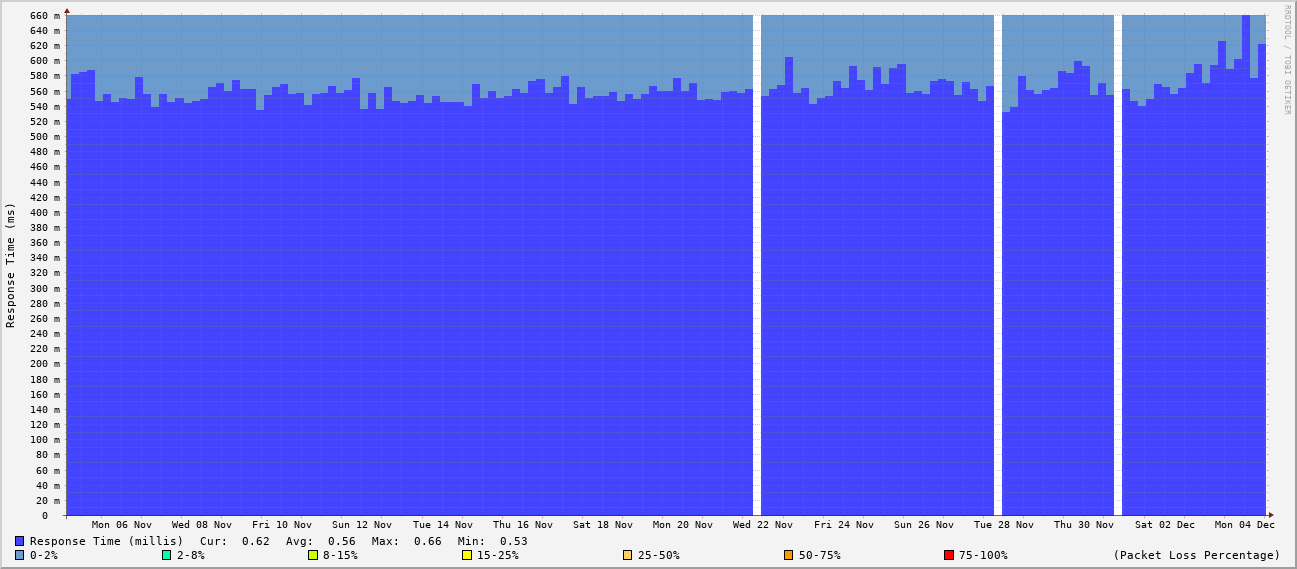 RRDTOOL / TOBI OETIKER
Response Time (ms)
660 m
640 m
620 m
600 m
580 m
560 m
540 m
520 m
500 m
480 m
460 m
440 m
420 m
400 m
380 m
360 m
340 m
320 m
300 m
280 m
260 m
240 m
220 m
200 m
180 m
160 m
140 m
120 m
100 m
80 m
60 m
40 m
20 m
0
Mon 06 Nov Wed 08 Nov Fri 10 Nov Sun 12 Nov Tue 14 Nov Thu 16 Nov Sat 18 Nov Mon 20 Nov Wed 22 Nov Fri 24 Nov Sun 26 Nov Tue 28 Nov Thu 30 Nov Sat 02 Dec Mon 04 Dec
Response Time (millis) Cur: 0.62 Avg: 0.56 Max: 0.66 Min: 0.53
0-2% 2-8% 8-15% 15-25% 25-50% 50-75% 75-100% (Packet Loss Percentage)